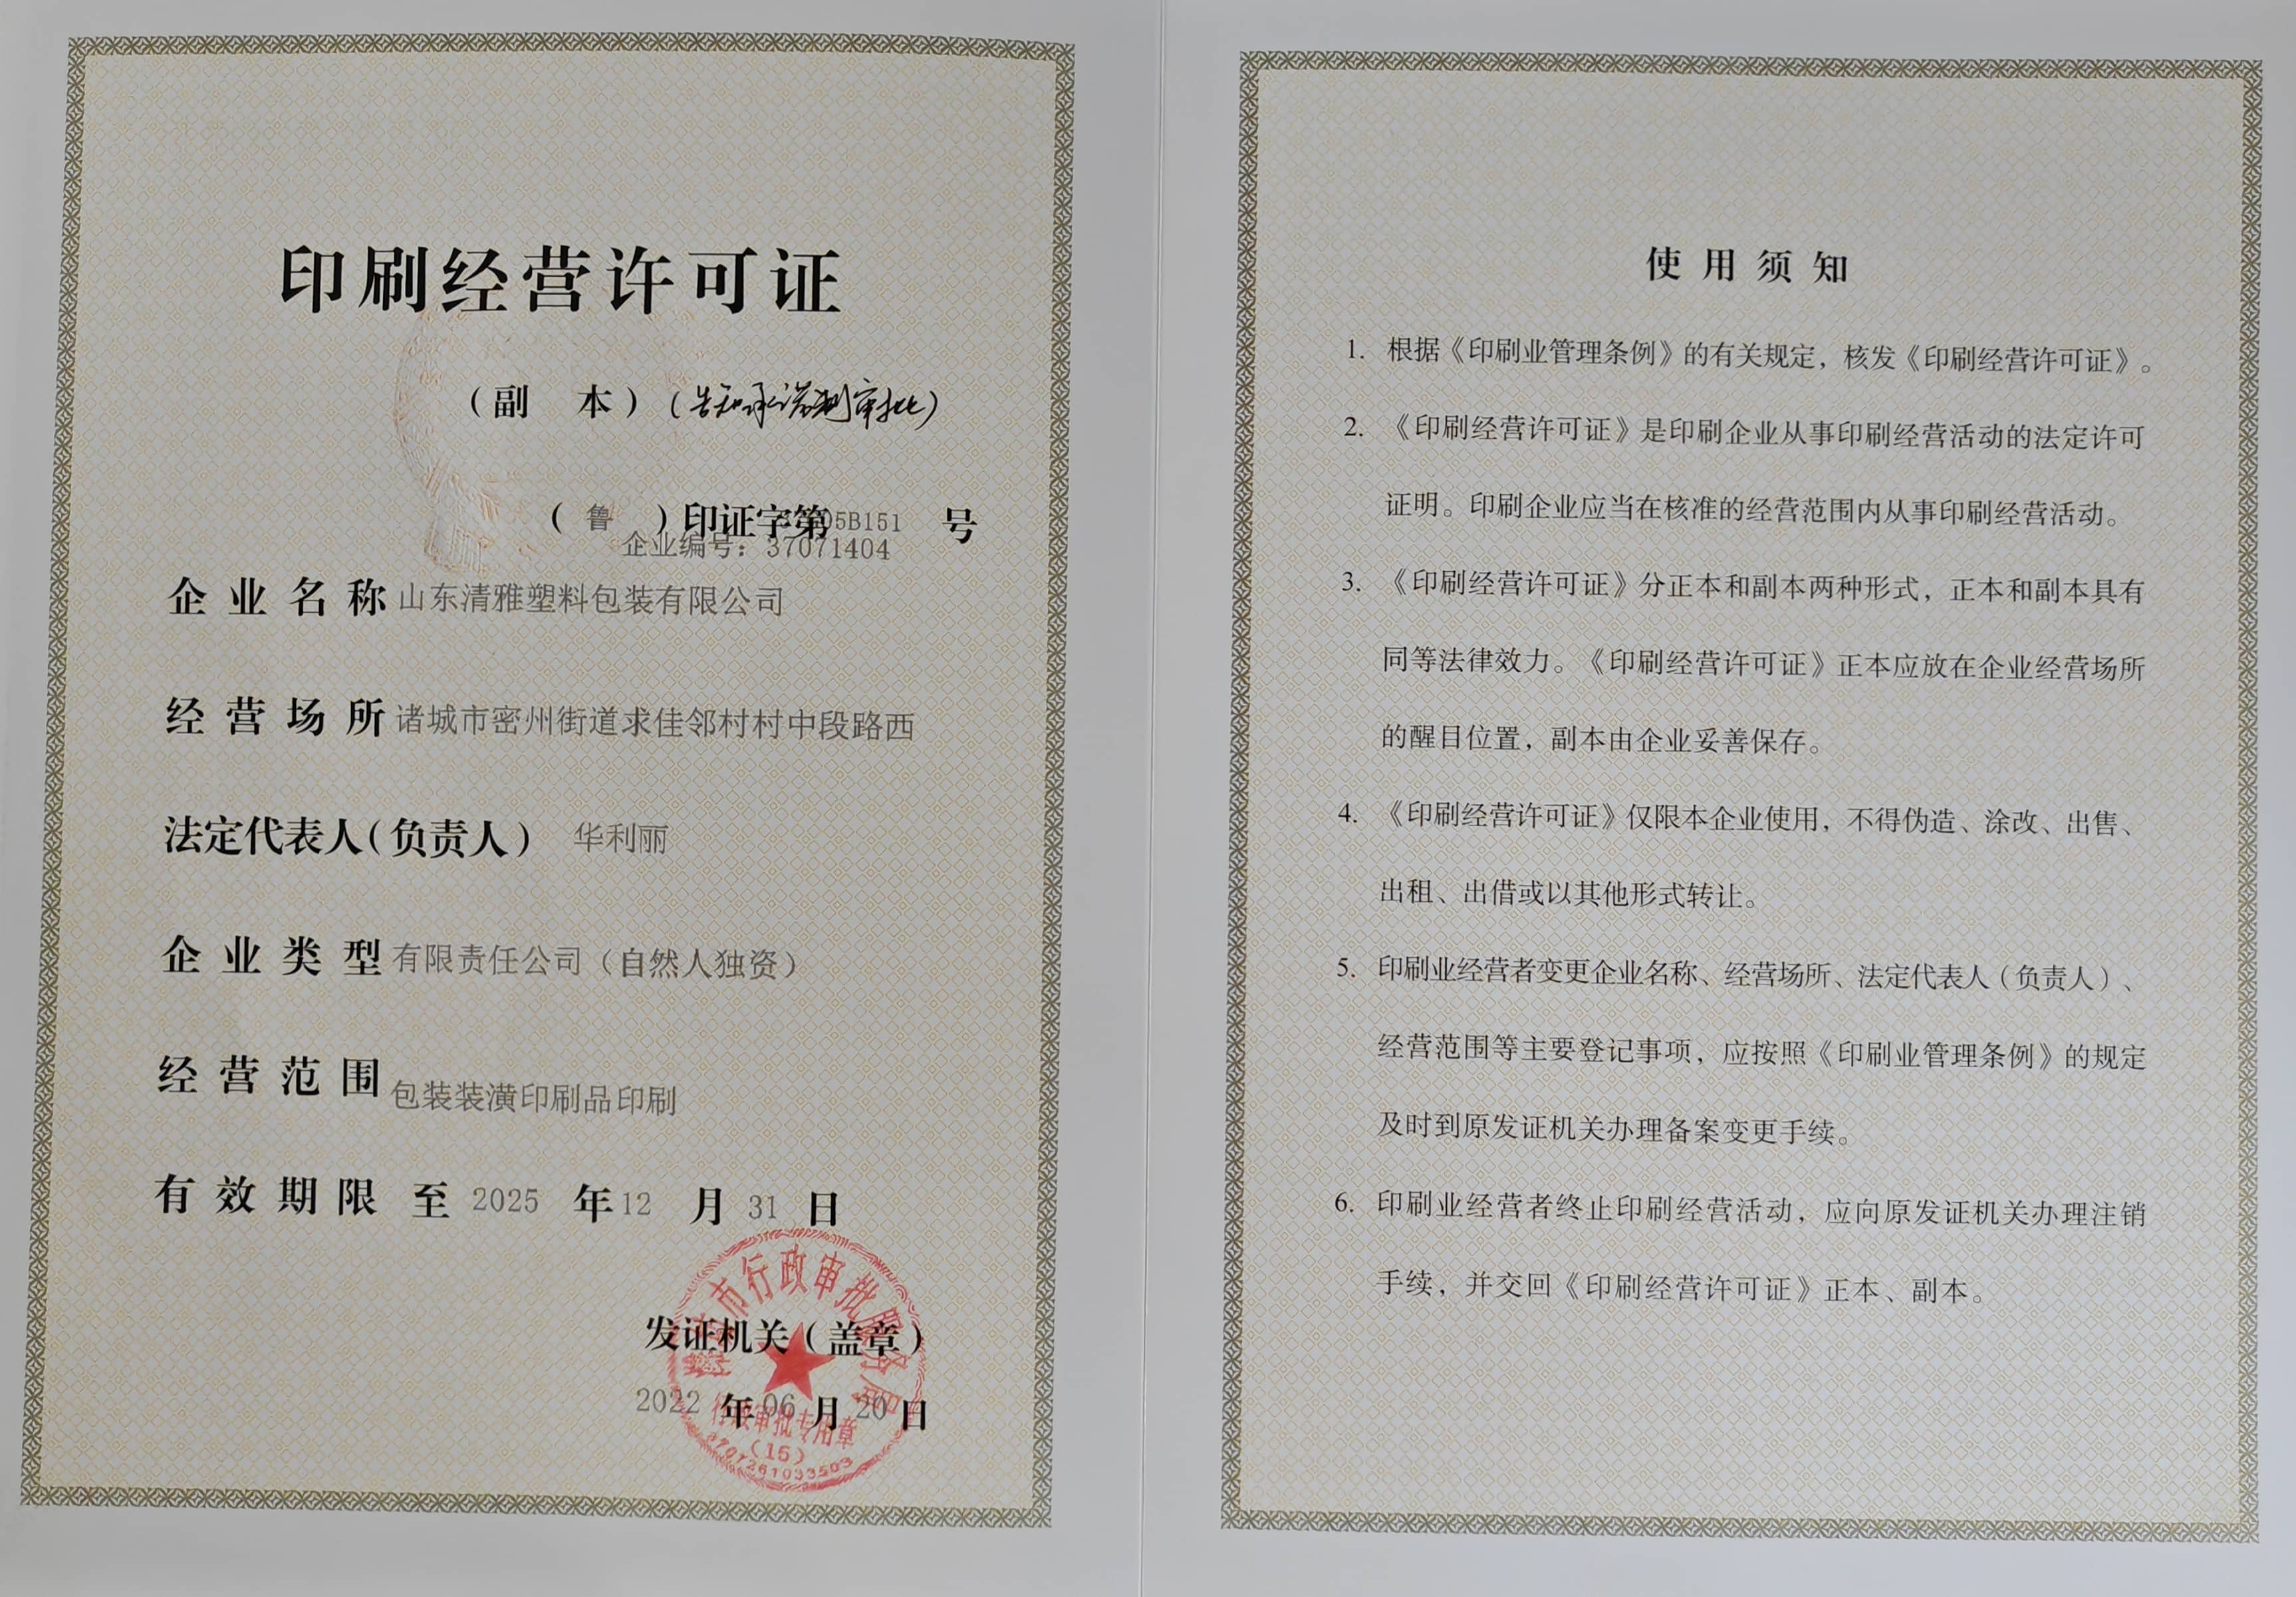 印刷经营许可证
（副 本）（告知承诺制审批）
（鲁 ）印证字第 05B151 号
企业编号：37071404
企业名称 山东清雅塑料包装有限公司
经营场所 诸城市密州街道求佳邻村村中段路西
法定代表人（负责人） 华利丽
企业类型 有限责任公司（自然人独资）
经营范围 包装装潢印刷品印刷
有效期限 至 2025 年 12 月 31 日
发证机关（盖章）
2022 年 06 月 20 日
市行政审批服务局
行政审批专用章
（15）
使用须知
1. 根据《印刷业管理条例》的有关规定，核发《印刷经营许可证》。
2. 《印刷经营许可证》是印刷企业从事印刷经营活动的法定许可
证明。印刷企业应当在核准的经营范围内从事印刷经营活动。
3. 《印刷经营许可证》分正本和副本两种形式，正本和副本具有
同等法律效力。《印刷经营许可证》正本应放在企业经营场所
的醒目位置，副本由企业妥善保存。
4. 《印刷经营许可证》仅限本企业使用，不得伪造、涂改、出售、
出租、出借或以其他形式转让。
5. 印刷业经营者变更企业名称、经营场所、法定代表人（负责人）、
经营范围等主要登记事项，应按照《印刷业管理条例》的规定
及时到原发证机关办理备案变更手续。
6. 印刷业经营者终止印刷经营活动，应向原发证机关办理注销
手续，并交回《印刷经营许可证》正本、副本。